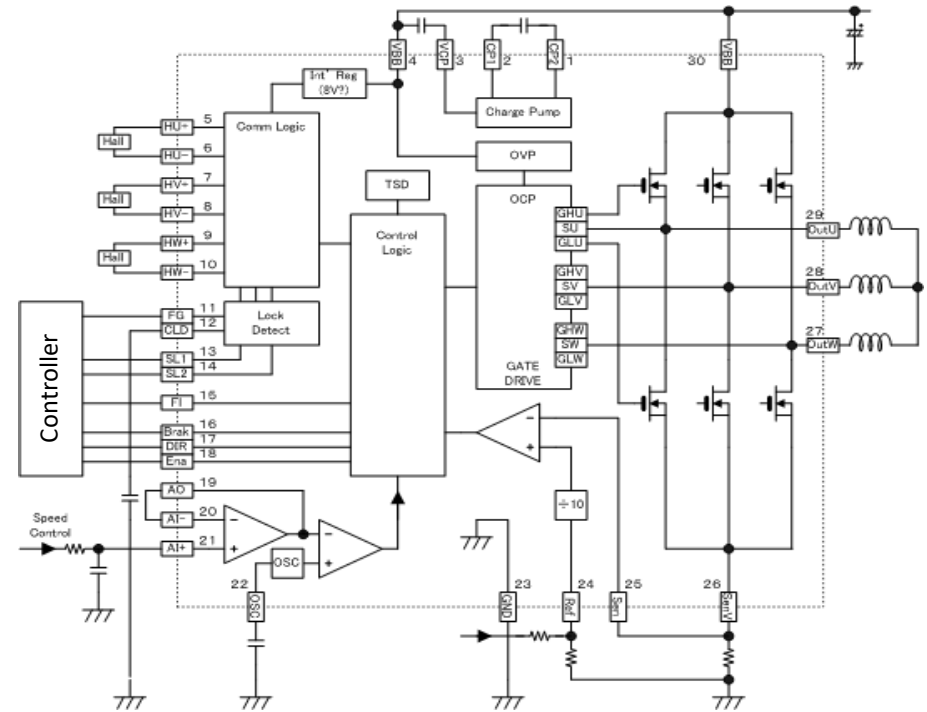 VBB
4
VCP
3
CP1
2
CP2
1
30
VBB
Int' Reg
(8V?)
Charge Pump
Comm Logic
5
HU+
Hall
6
HU-
7
HV+
Hall
8
HV-
9
HW+
Hall
10
HW-
OVP
TSD
OCP
Control
Logic
GHU
SU
GLU
GHV
SV
GLV
GHW
SW
GLW
GATE
DRIVE
29
OutU
28
OutV
27
OutW
Controller
11
FG
12
CLD
Lock
Detect
13
SL1
14
SL2
15
FI
16
Brak
17
DIR
18
Ena
19
AO
20
AI-
21
AI+
Speed
Control
-
+
-
+
OSC
-
+
÷10
22
OSC
23
GND
24
Ref
25
Sen
26
SenV
+